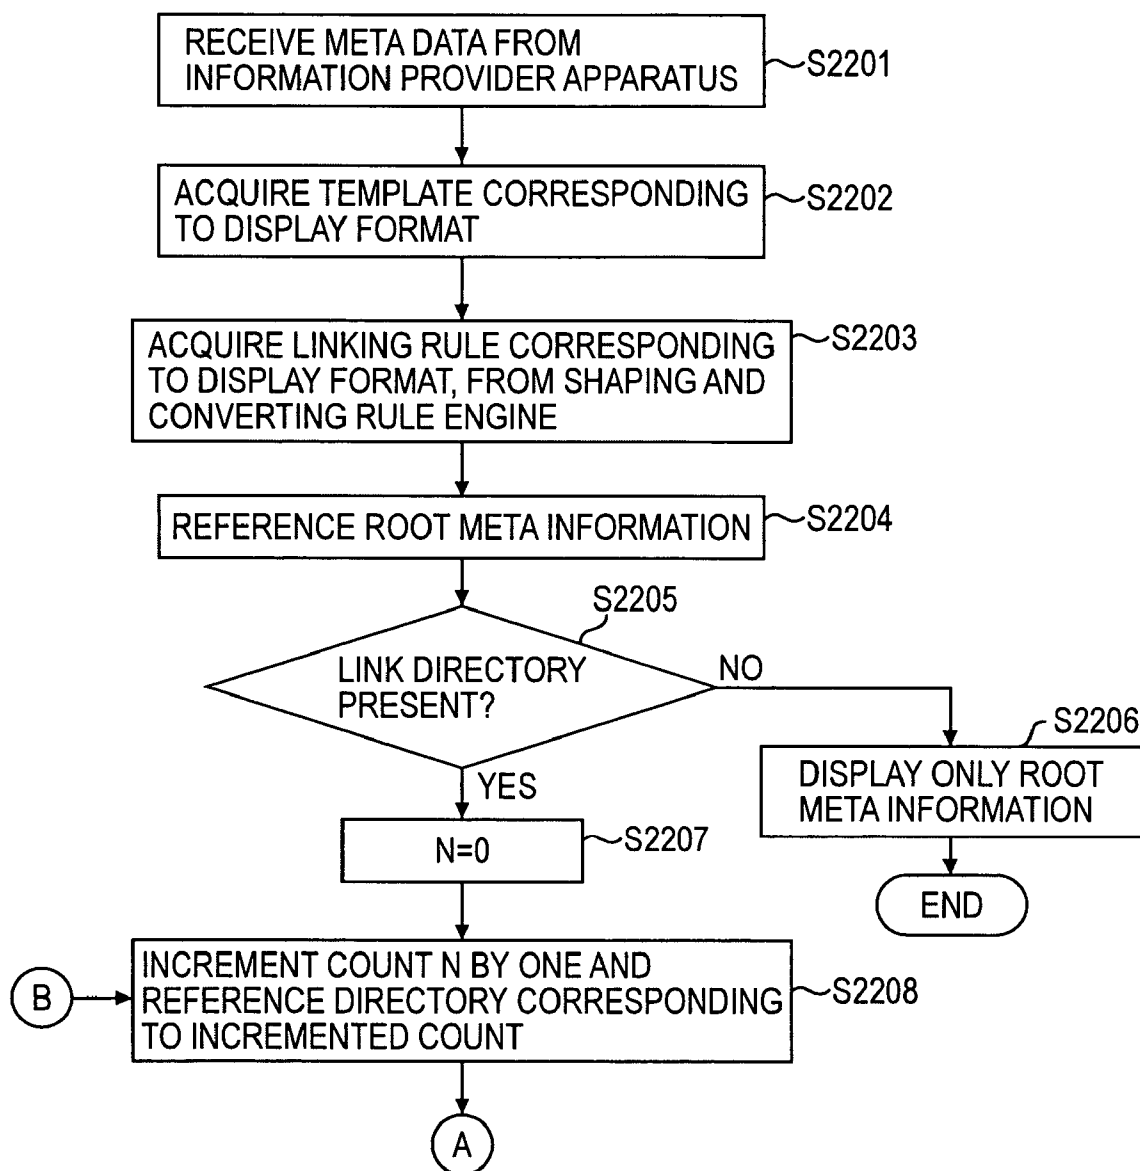 RECEIVE META DATA FROM
INFORMATION PROVIDER APPARATUS
S2201
ACQUIRE TEMPLATE CORRESPONDING
TO DISPLAY FORMAT
S2202
ACQUIRE LINKING RULE CORRESPONDING
TO DISPLAY FORMAT, FROM SHAPING AND
CONVERTING RULE ENGINE
S2203
REFERENCE ROOT META INFORMATION
S2204
S2205
LINK DIRECTORY
PRESENT?
NO
YES
S2206
DISPLAY ONLY ROOT
META INFORMATION
END
N=0
S2207
B
INCREMENT COUNT N BY ONE AND
REFERENCE DIRECTORY CORRESPONDING
TO INCREMENTED COUNT
S2208
A